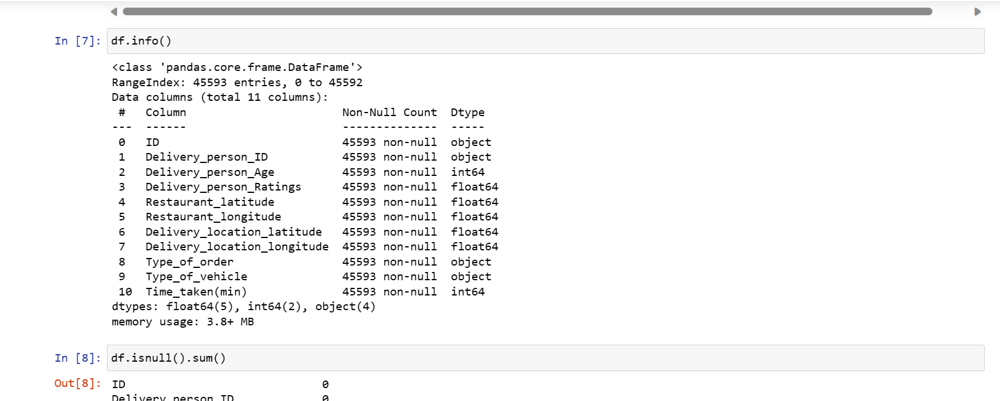 In [7]: df.info()
<class 'pandas.core.frame.DataFrame'>
RangeIndex: 45593 entries, 0 to 45592
Data columns (total 11 columns):
 #   Column                       Non-Null Count  Dtype
---  ------                       --------------  -----
 0   ID                           45593 non-null  object
 1   Delivery_person_ID           45593 non-null  object
 2   Delivery_person_Age          45593 non-null  int64
 3   Delivery_person_Ratings      45593 non-null  float64
 4   Restaurant_latitude          45593 non-null  float64
 5   Restaurant_longitude         45593 non-null  float64
 6   Delivery_location_latitude   45593 non-null  float64
 7   Delivery_location_longitude  45593 non-null  float64
 8   Type_of_order                45593 non-null  object
 9   Type_of_vehicle              45593 non-null  object
 10  Time_taken(min)              45593 non-null  int64
dtypes: float64(5), int64(2), object(4)
memory usage: 3.8+ MB
In [8]: df.isnull().sum()
Out[8]: ID                             0
Delivery_person_ID             0